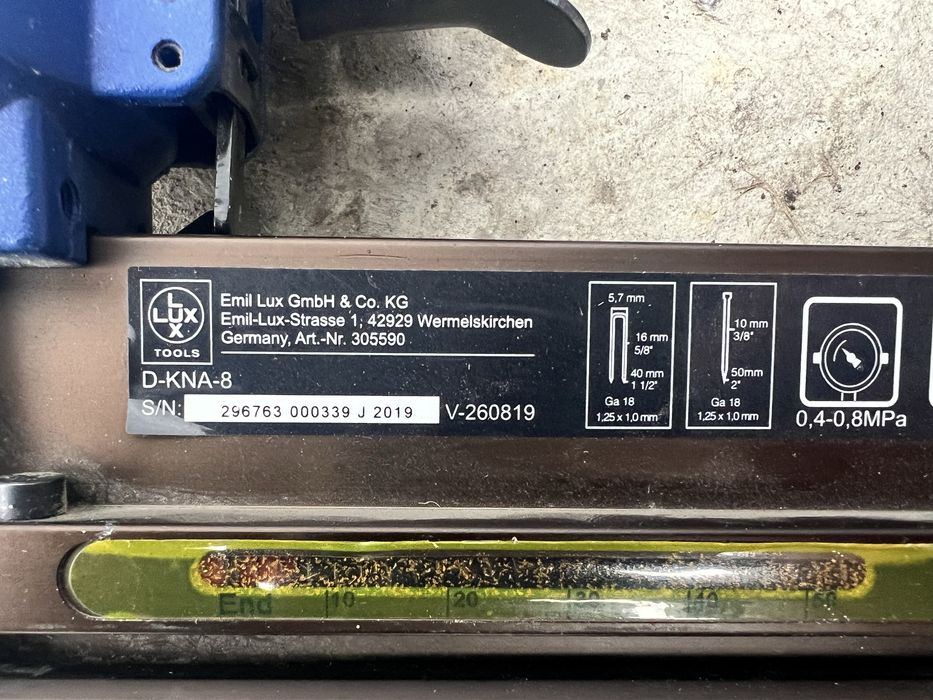 LUX
LUX
TOOLS
Emil Lux GmbH & Co. KG
Emil-Lux-Strasse 1, 42929 Wermelskirchen
Germany, Art.-Nr. 305590
D-KNA-8
S/N: 296763 000339 J 2019 V-260819
5,7 mm
16 mm
5/8"
40 mm
1 1/2"
Ga 18
1,25 x 1,0 mm
10 mm
3/8"
50mm
2"
Ga 18
1,25 x 1,0 mm
0,4-0,8MPa
End 10 20 30 40 50